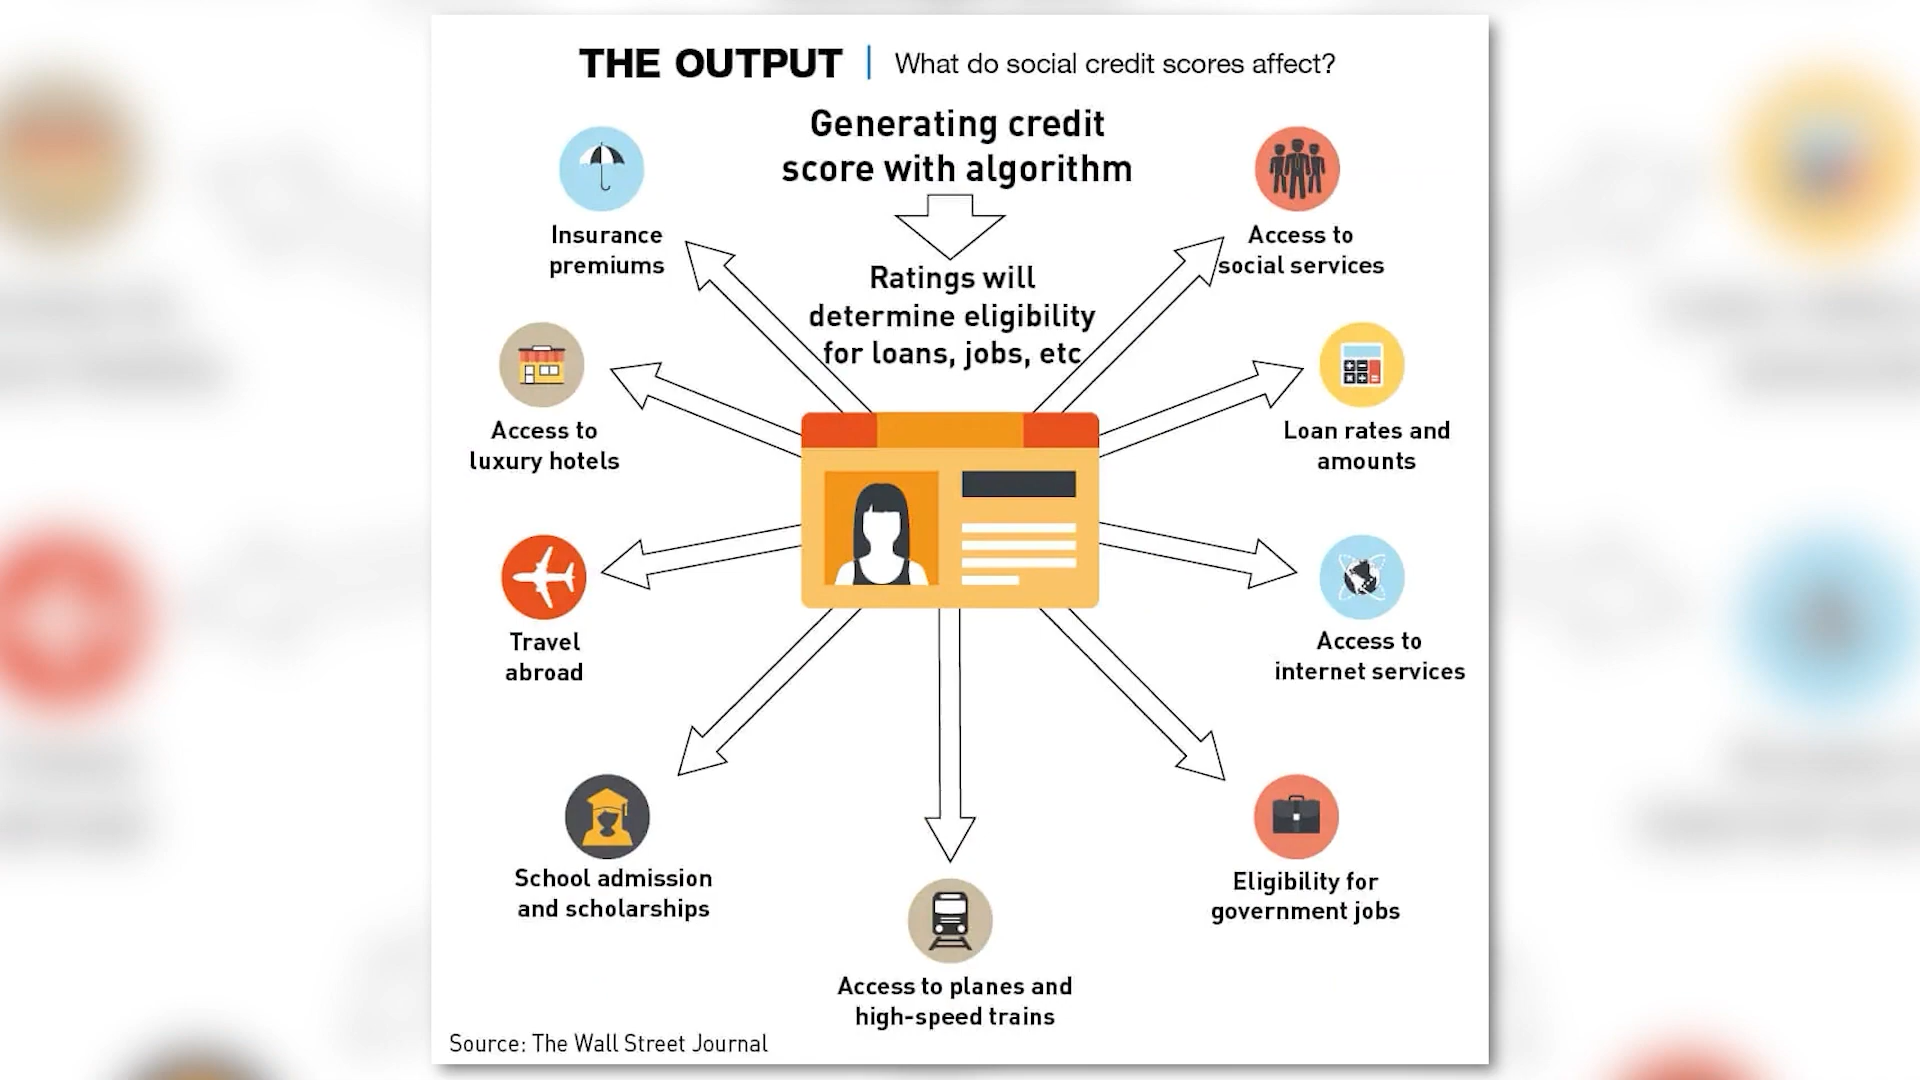 THE OUTPUT | What do social credit scores affect?
Generating credit
score with algorithm
Ratings will
determine eligibility
for loans, jobs, etc
Insurance
premiums
Access to
social services
Access to
luxury hotels
Loan rates and
amounts
Travel
abroad
Access to
internet services
School admission
and scholarships
Eligibility for
government jobs
Access to planes and
high-speed trains
Source: The Wall Street Journal